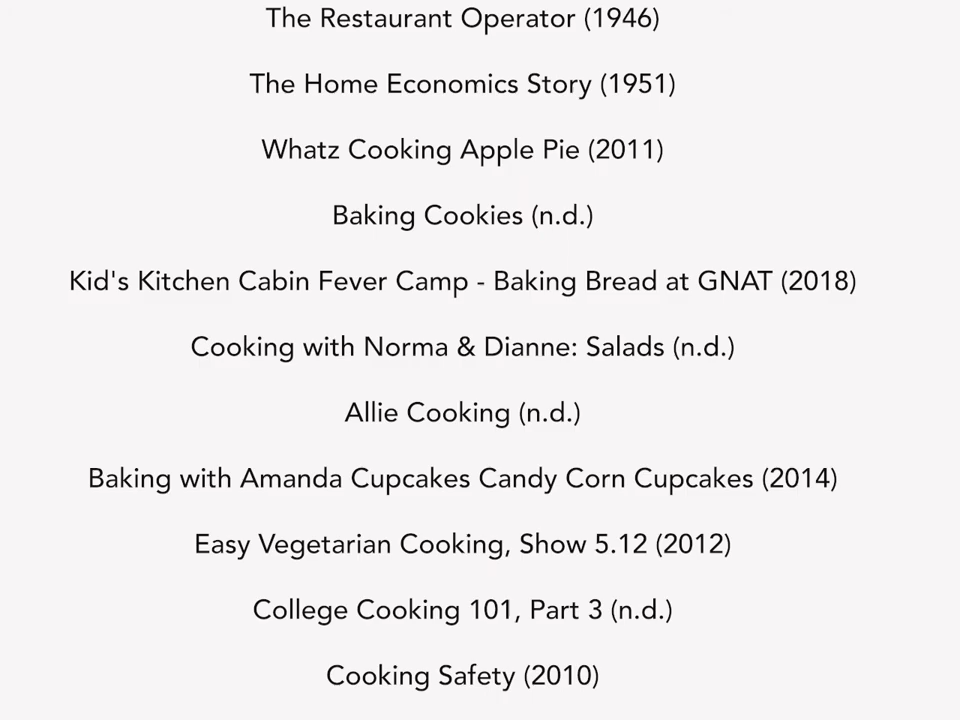 The Restaurant Operator (1946)
The Home Economics Story (1951)
Whatz Cooking Apple Pie (2011)
Baking Cookies (n.d.)
Kid's Kitchen Cabin Fever Camp - Baking Bread at GNAT (2018)
Cooking with Norma & Dianne: Salads (n.d.)
Allie Cooking (n.d.)
Baking with Amanda Cupcakes Candy Corn Cupcakes (2014)
Easy Vegetarian Cooking, Show 5.12 (2012)
College Cooking 101, Part 3 (n.d.)
Cooking Safety (2010)